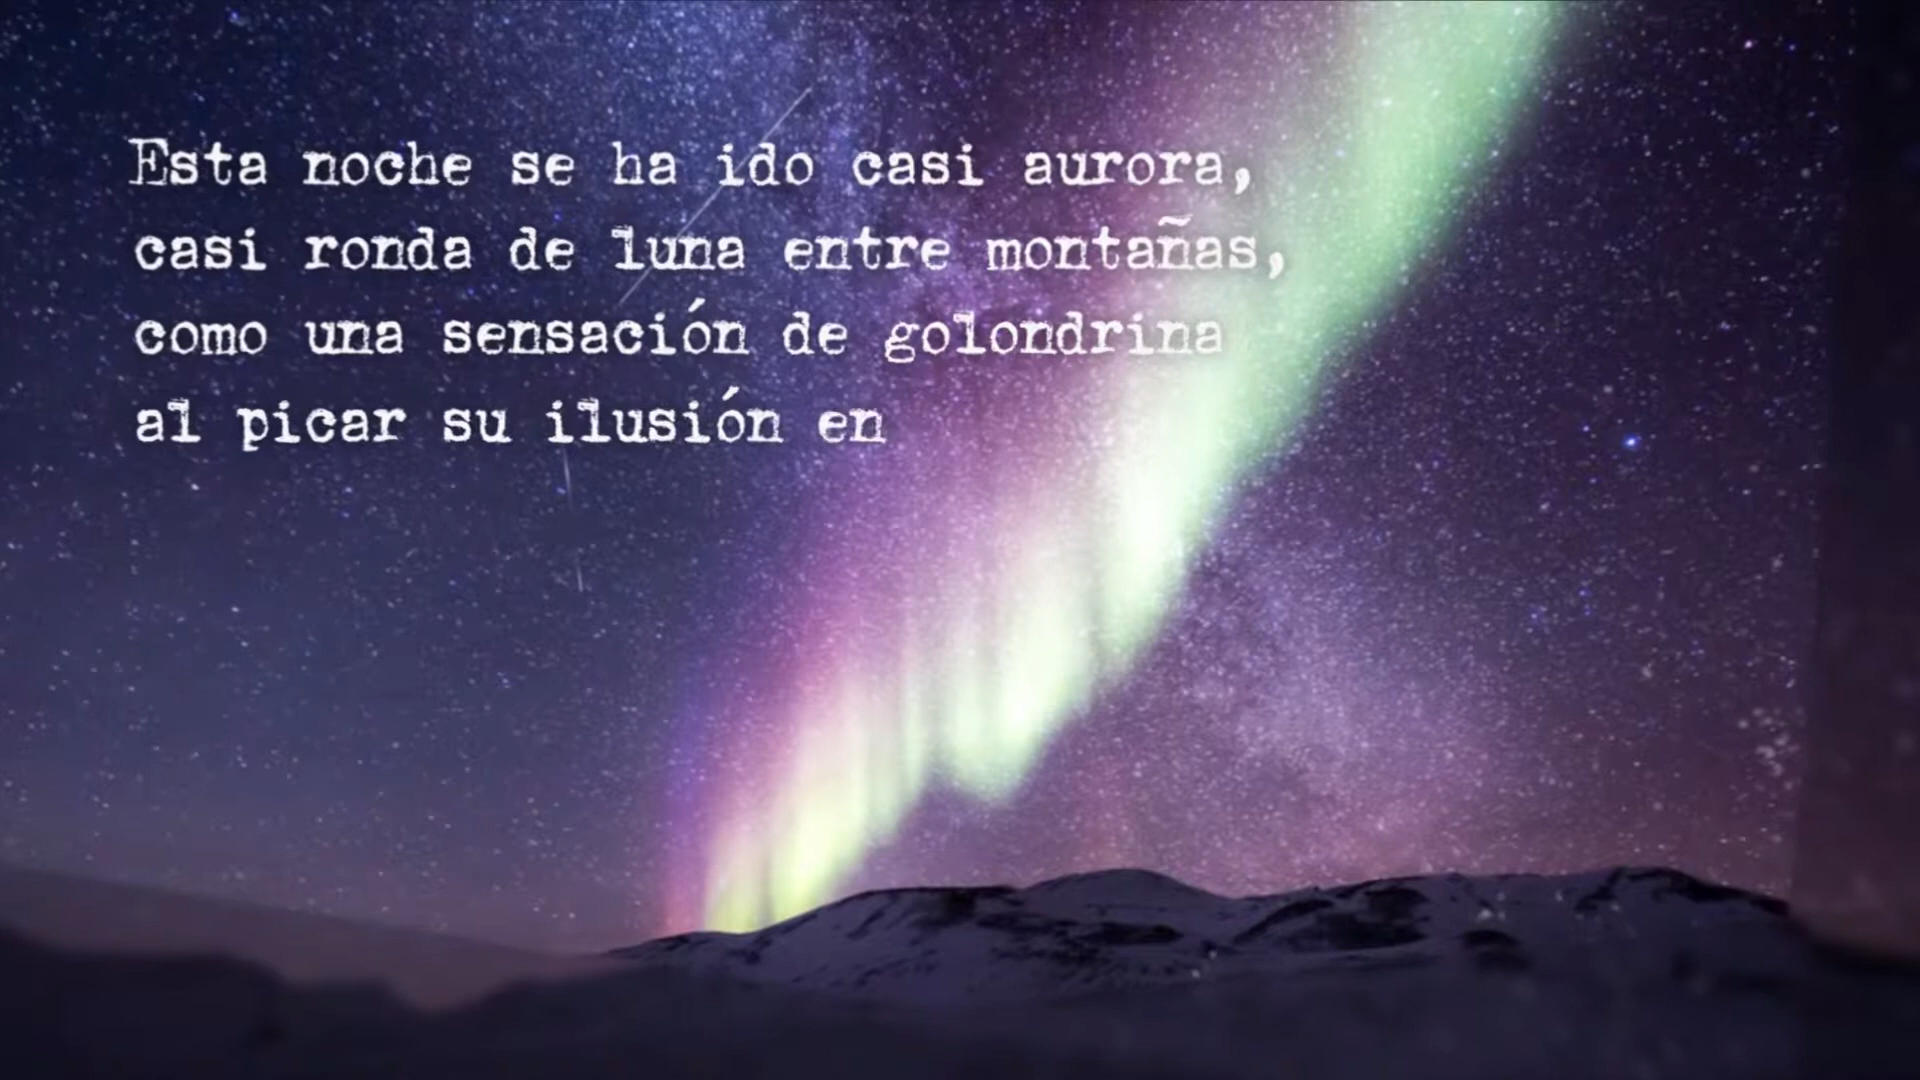 Esta noche se ha ido casi aurora,
casi ronda de luna entre montañas,
como una sensación de golondrina
al picar su ilusión en